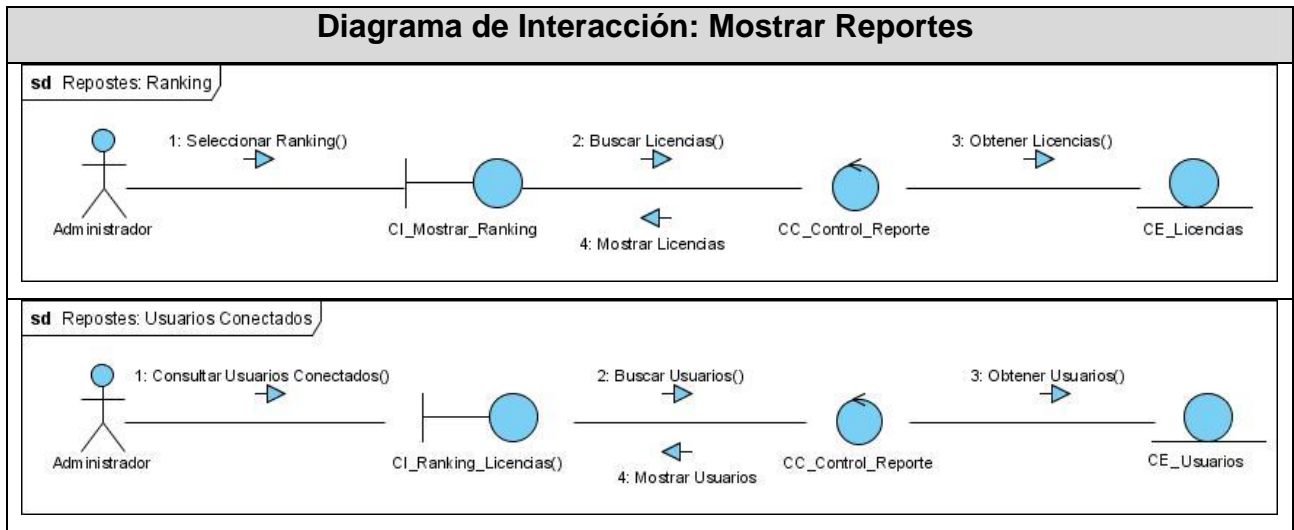 Diagrama de Interacción: Mostrar Reportes
sd Repostes: Ranking
1: Seleccionar Ranking()
2: Buscar Licencias()
3: Obtener Licencias()
4: Mostrar Licencias
Administrador
CI_Mostrar_Ranking
CC_Control_Reporte
CE_Licencias
sd Repostes: Usuarios Conectados
1: Consultar Usuarios Conectados()
2: Buscar Usuarios()
3: Obtener Usuarios()
4: Mostrar Usuarios
Administrador
CI_Ranking_Licencias()
CC_Control_Reporte
CE_Usuarios